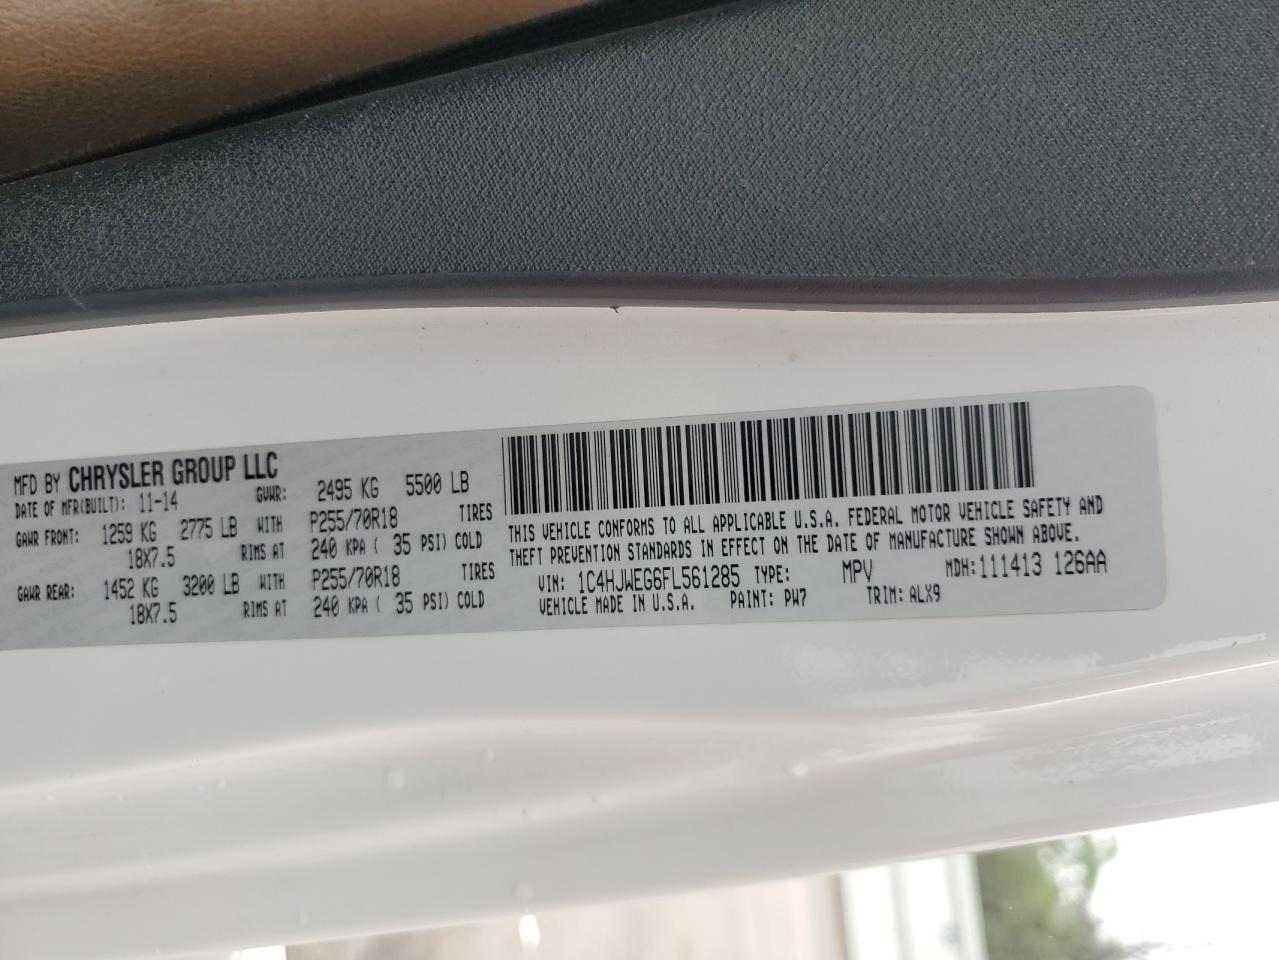 MFD BY CHRYSLER GROUP LLC
DATE OF MFR(BUILT): 11-14 GVWR: 2495 KG 5500 LB
GAWR FRONT: 1259 KG 2775 LB WITH P255/70R18 TIRES
18X7.5 RIMS AT 240 KPA ( 35 PSI) COLD
GAWR REAR: 1452 KG 3200 LB WITH P255/70R18 TIRES
18X7.5 RIMS AT 240 KPA ( 35 PSI) COLD
THIS VEHICLE CONFORMS TO ALL APPLICABLE U.S.A. FEDERAL MOTOR VEHICLE SAFETY AND
THEFT PREVENTION STANDARDS IN EFFECT ON THE DATE OF MANUFACTURE SHOWN ABOVE.
VIN: 1C4HJWEG6FL561285 TYPE: MPV MDH: 111413 126AA
VEHICLE MADE IN U.S.A. PAINT: PW7 TRIM: ALX9